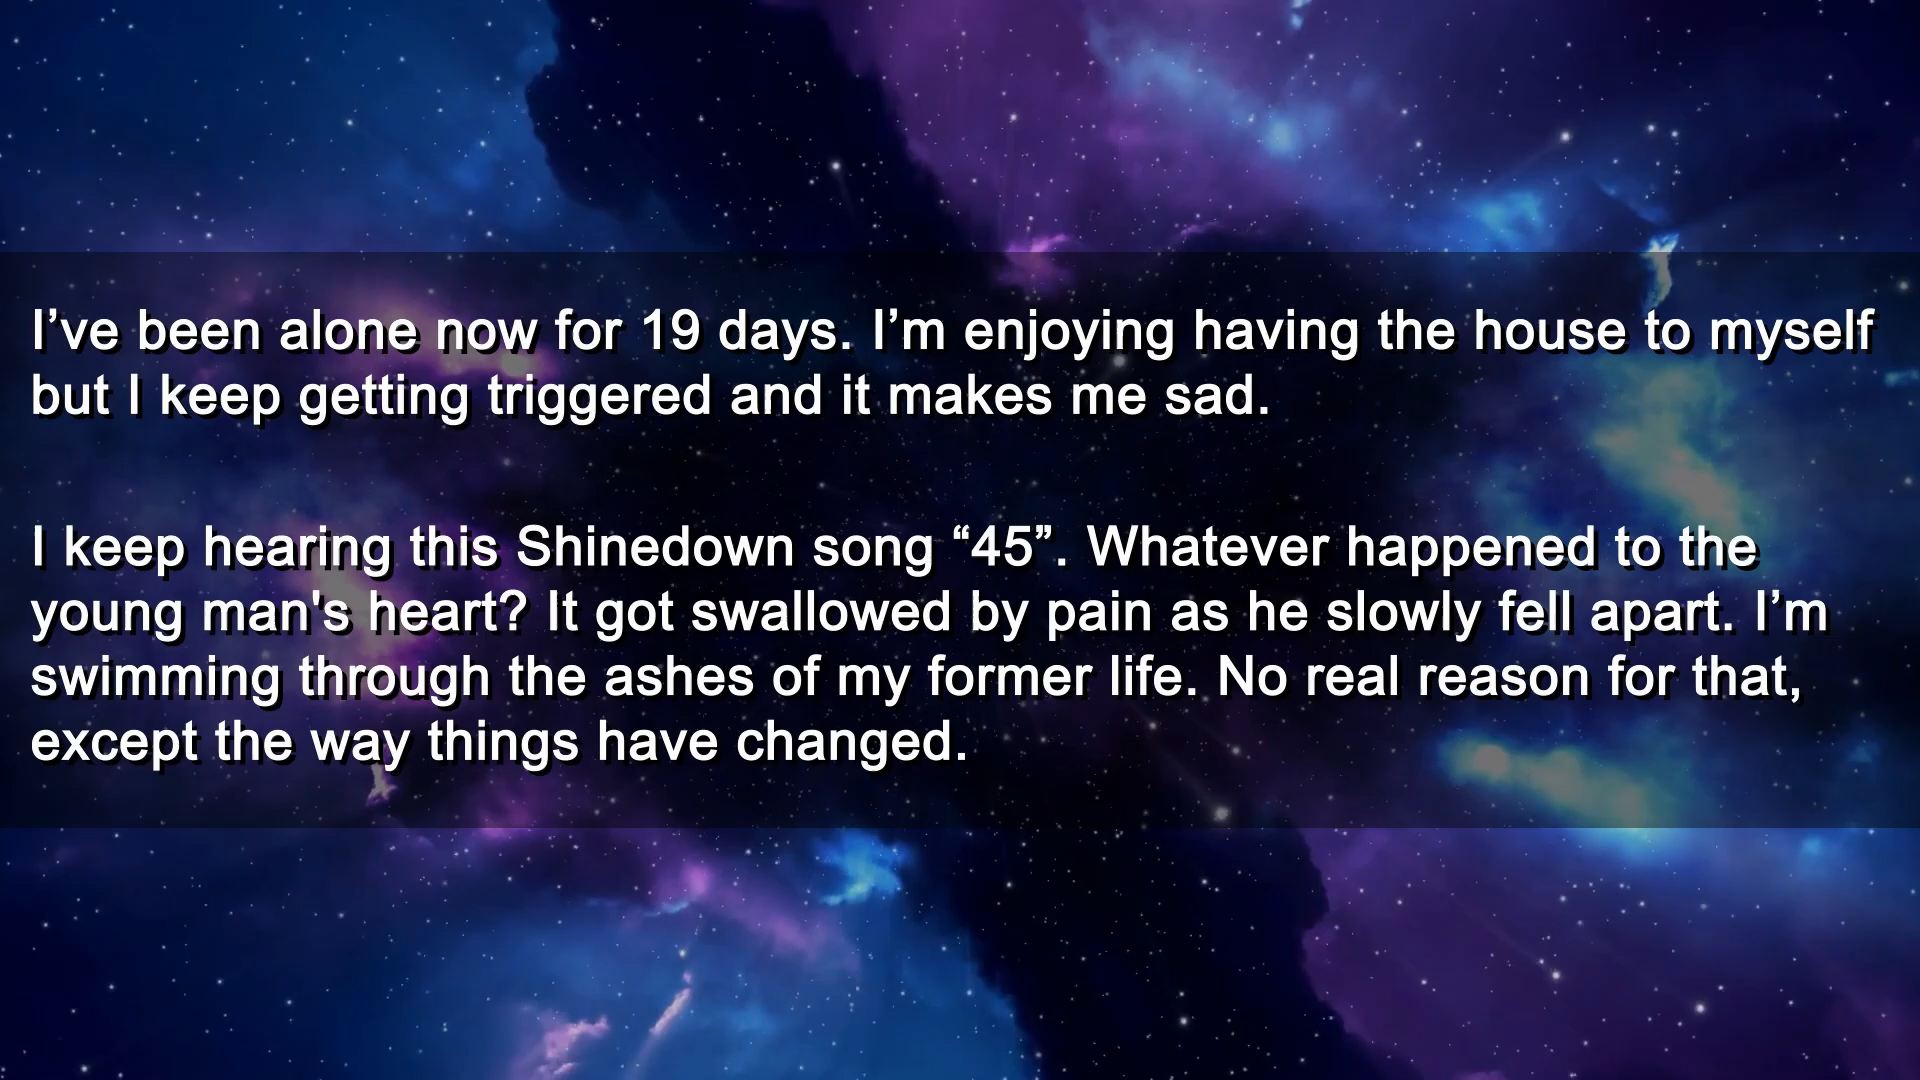 I’ve been alone now for 19 days. I’m enjoying having the house to myself
but I keep getting triggered and it makes me sad.
I keep hearing this Shinedown song “45”. Whatever happened to the
young man's heart? It got swallowed by pain as he slowly fell apart. I’m
swimming through the ashes of my former life. No real reason for that,
except the way things have changed.